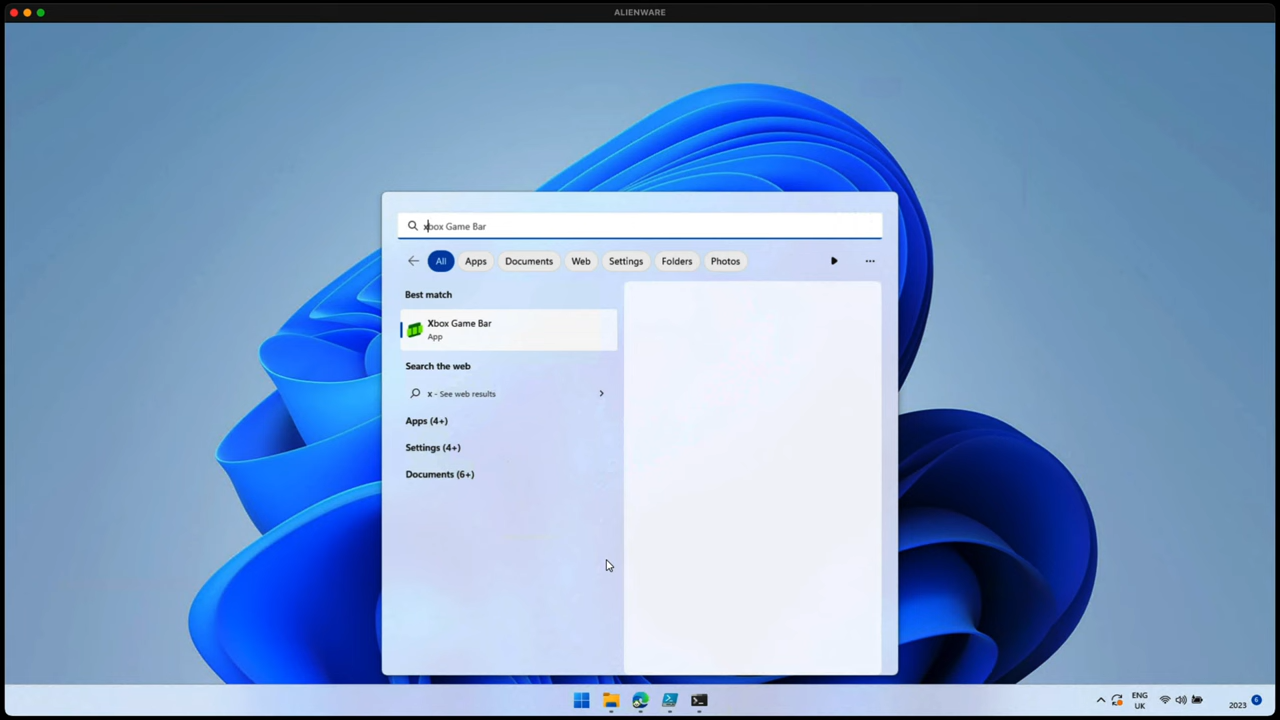 ALIENWARE
xbox Game Bar
All
Apps
Documents
Web
Settings
Folders
Photos
Best match
Xbox Game Bar
App
Search the web
x - See web results
Apps (4+)
Settings (4+)
Documents (6+)
ENG
UK
2023
6